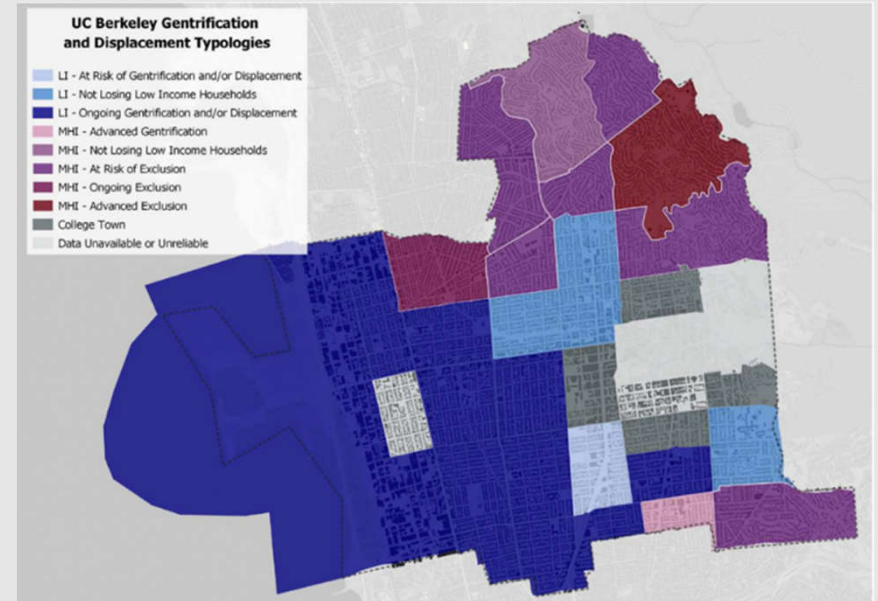 UC Berkeley Gentrification
and Displacement Typologies
LI - At Risk of Gentrification and/or Displacement
LI - Not Losing Low Income Households
LI - Ongoing Gentrification and/or Displacement
MHI - Advanced Gentrification
MHI - Not Losing Low Income Households
MHI - At Risk of Exclusion
MHI - Ongoing Exclusion
MHI - Advanced Exclusion
College Town
Data Unavailable or Unreliable